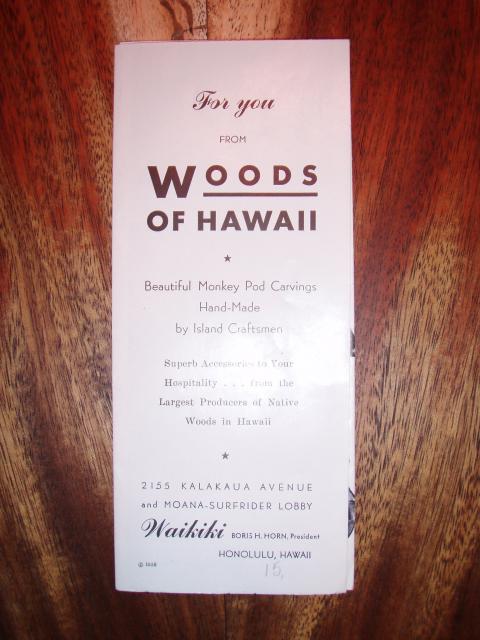 For you
FROM
WOODS
OF HAWAII
Beautiful Monkey Pod Carvings
Hand-Made
by Island Craftsmen
Superb Accessories to Your
Hospitality . . . from the
Largest Producers of Native
Woods in Hawaii
2155 KALAKAUA AVENUE
and MOANA-SURFRIDER LOBBY
Waikiki BORIS H. HORN, President
HONOLULU, HAWAII
©
15,